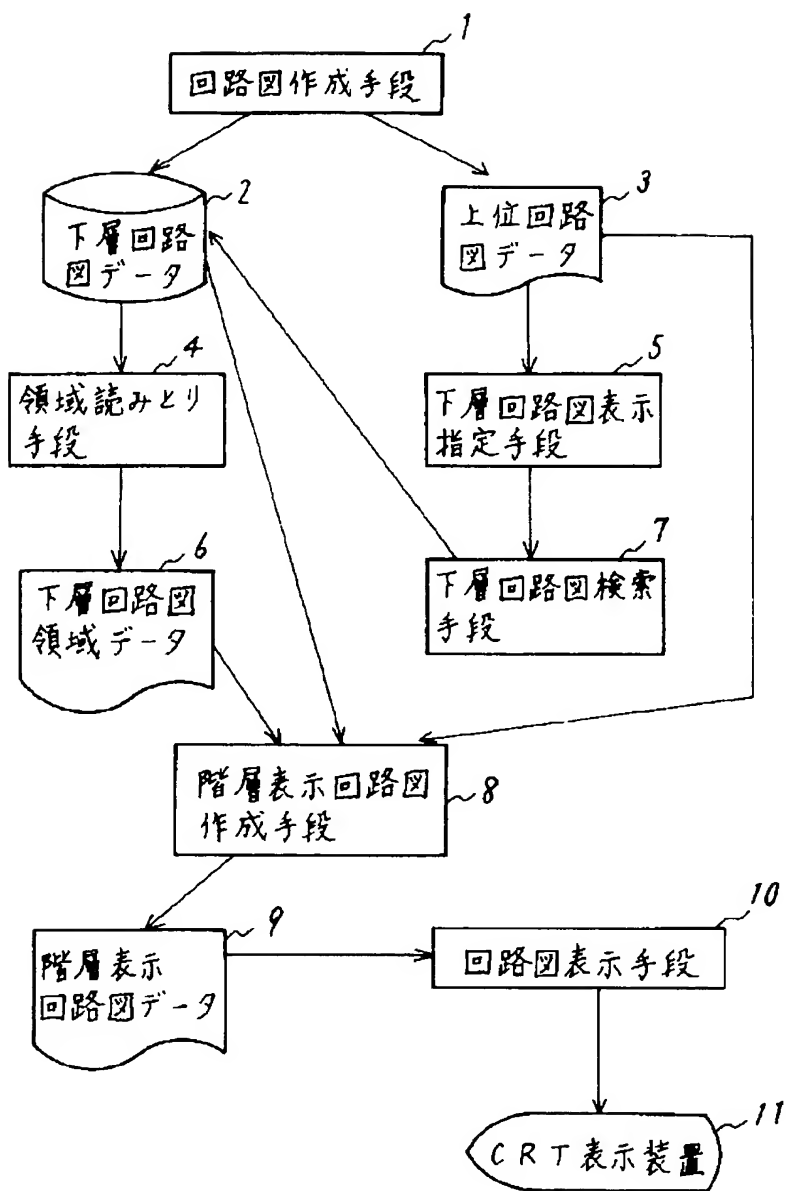 1
回路図作成手段
2
下層回路
図データ
3
上位回路
図データ
4
領域読みとり
手段
5
下層回路図表示
指定手段
6
下層回路図
領域データ
7
下層回路図検索
手段
階層表示回路図
作成手段
8
9
階層表示
回路図データ
10
回路図表示手段
11
CRT表示装置